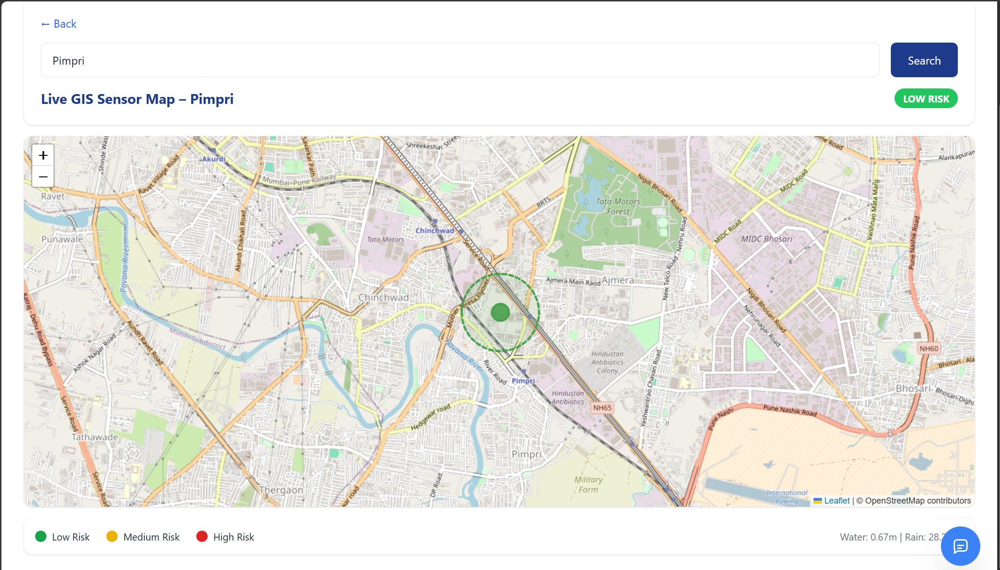 ← Back
Pimpri
Search
Live GIS Sensor Map – Pimpri
LOW RISK
+
−
Shinde Wasti
Savarkar Path
Shreekeshar Street
Alankapuram
Akurdi
Ravet Village Road
Mumbai-Pune Railway
Nigdi Bhosari Road
MIDC Road
Ravet
BRTS
Tata Motors
Forest
Vaishnao Mata Marg
Chinchwad
Akurdi Chikhali Road
Punawale
Tata Motors
MIDC Road
MIDC Bhosari
Pune Nashik Road
Pavana River
Service Road
New Telco Road - Nehru Road
Ajmera Main Raod
Ajmera
Chinchwad
Mother Teresa Flyover
Nigdi Bhosari Road
Nehrunagar Road
Katraj - Dehu Road Bypass
Aundh Ravet Road
Mulshi Subdistrict
Ashok Nagar Road
Pavana River
River Road
Pimpri
Hindustan
Antibiotics
Colony
Yeshwantrao Chavan Road
NH60
Bhosari - Ala
Bhosari
Bhosari-Dighi
Hindustan
Antibiotics
NH65
Pune Nashi
Pune Nashik Road
Service Road
Hedgewar road
Tathawade
Pimpri
Service Road
DP Road
Military
Farm
Thergaon
war road
International
Rowing
Leaflet | © OpenStreetMap contributors
Low Risk
Medium Risk
High Risk
Water: 0.67m | Rain: 28.